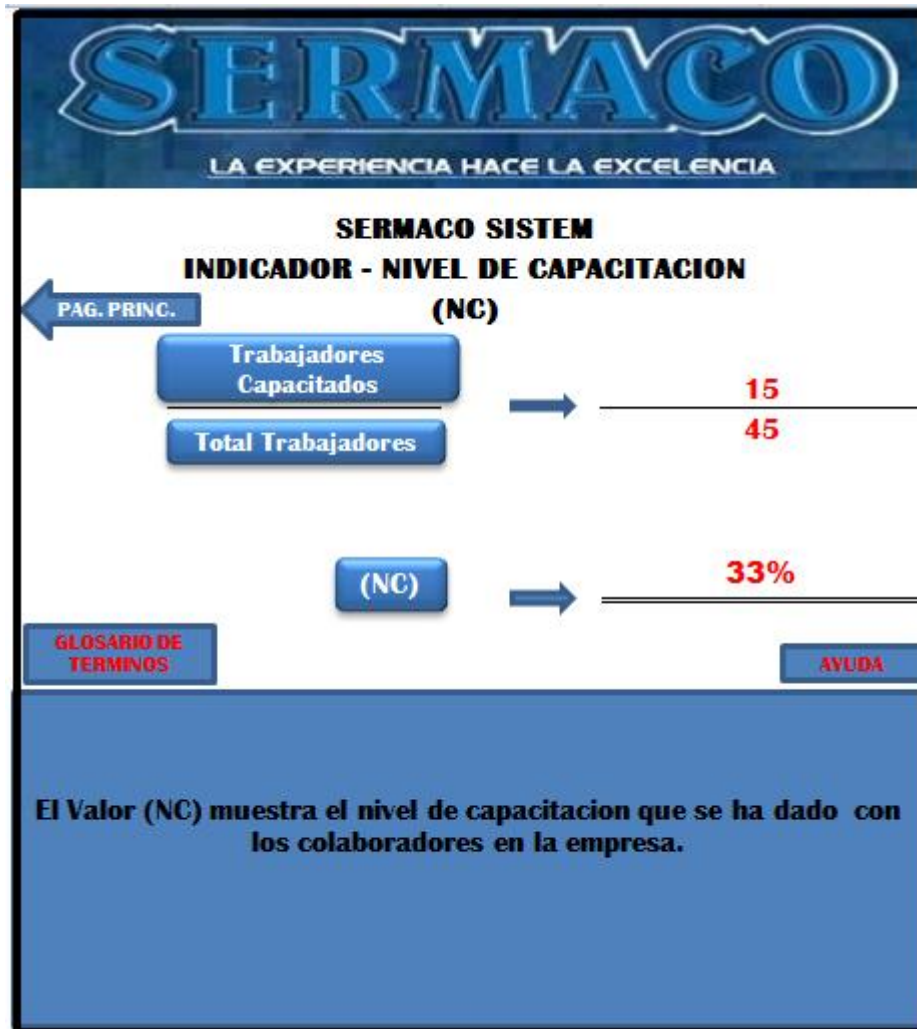 SERMACO
LA EXPERIENCIA HACE LA EXCELENCIA
SERMACO SISTEM
INDICADOR - NIVEL DE CAPACITACION
(NC)
PAG. PRINC.
Trabajadores
Capacitados
15
Total Trabajadores
45
(NC)
33%
GLOSARIO DE
TERMINOS
AYUDA
El Valor (NC) muestra el nivel de capacitacion que se ha dado con
los colaboradores en la empresa.